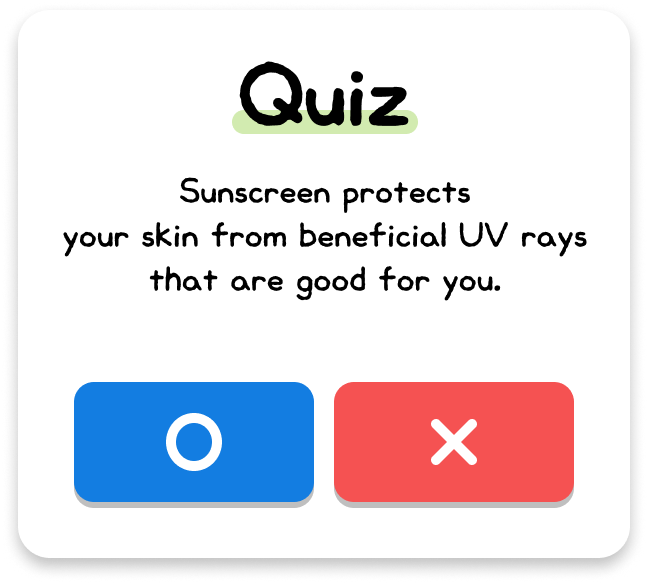 Quiz
Sunscreen protects
your skin from beneficial UV rays
that are good for you.